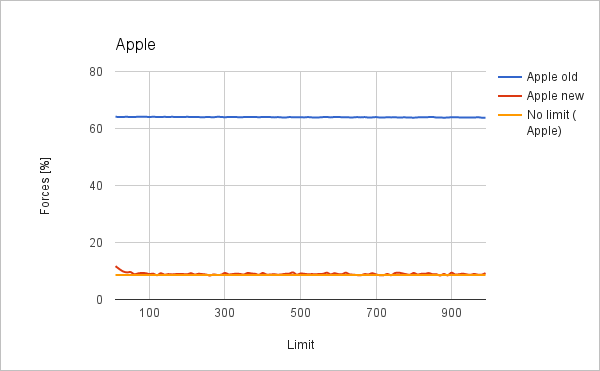 Apple
80
60
40
20
0
Forces [%]
100
300
500
700
900
Limit
Apple old
Apple new
No limit (
Apple)